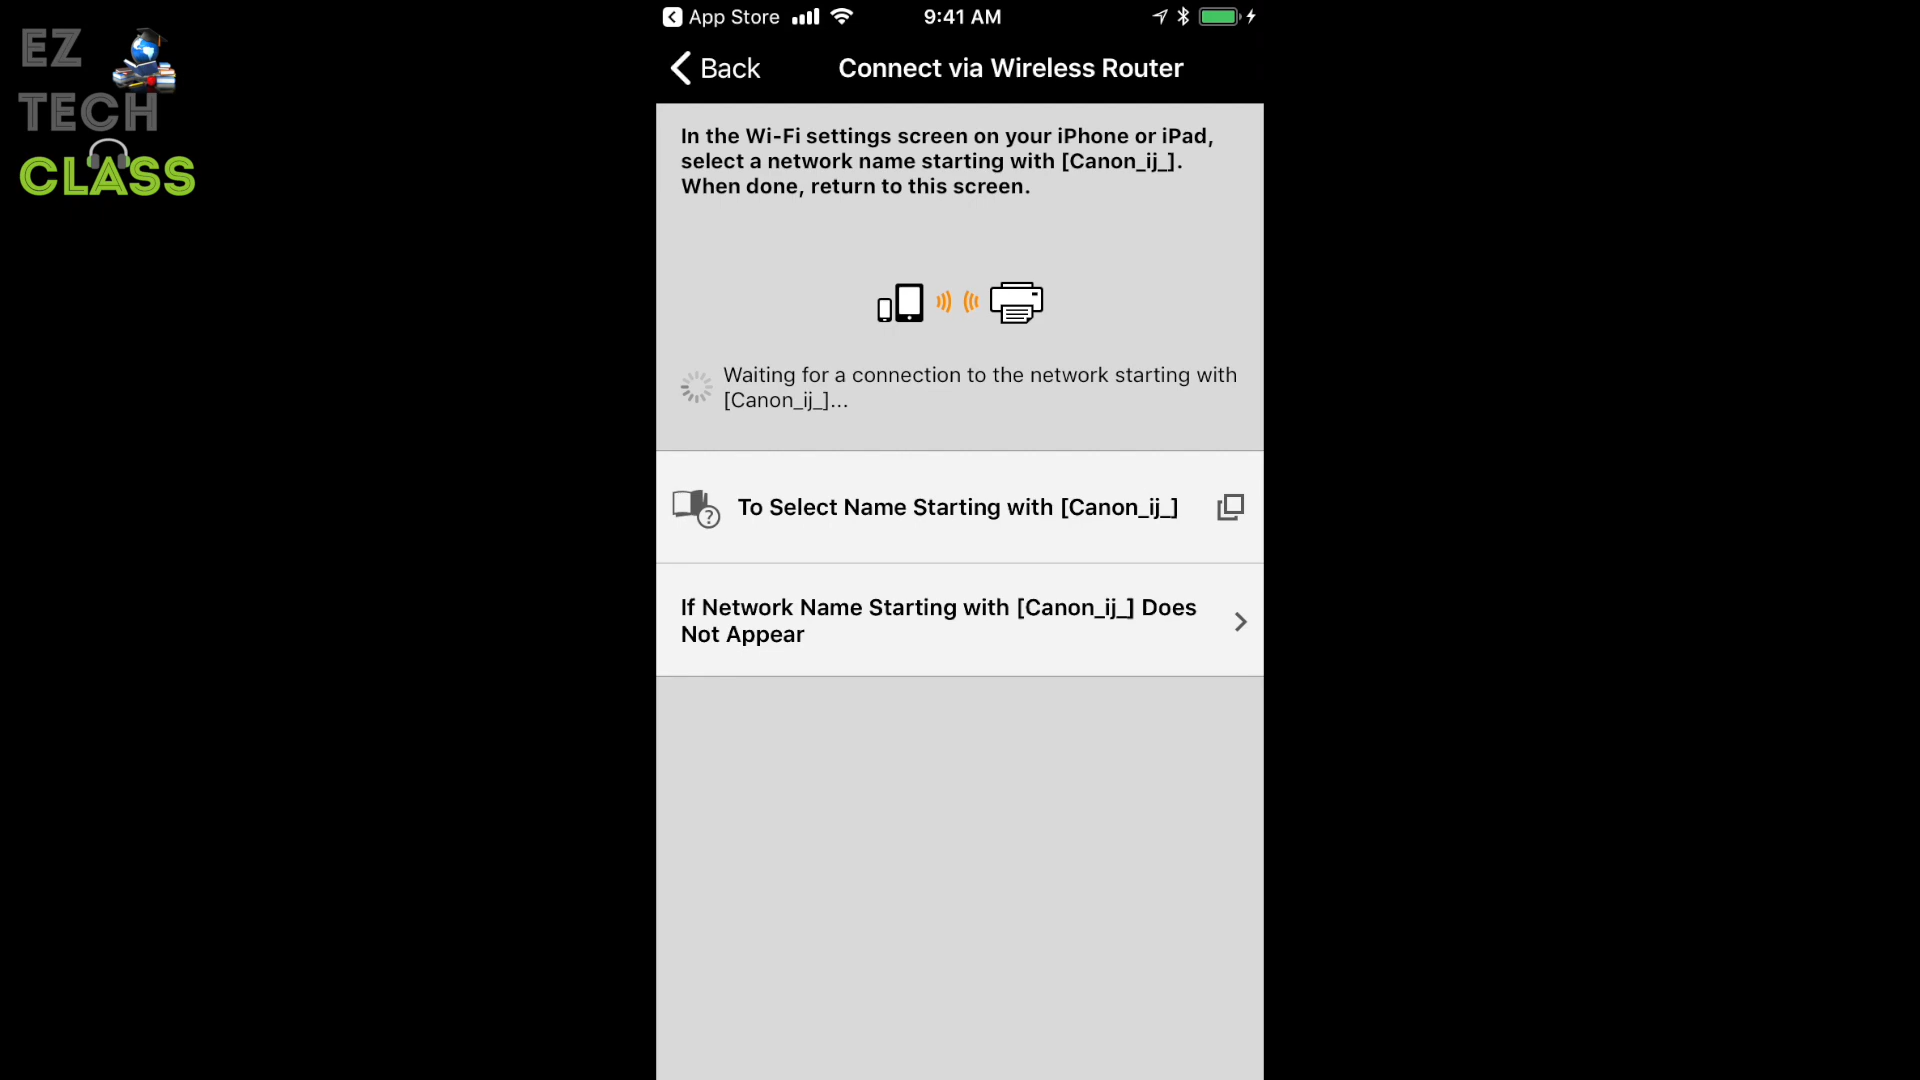 EZ
TECH
CLASS
App Store
9:41 AM
Back
Connect via Wireless Router
In the Wi-Fi settings screen on your iPhone or iPad,
select a network name starting with [Canon_ij_].
When done, return to this screen.
Waiting for a connection to the network starting with
[Canon_ij_]...
To Select Name Starting with [Canon_ij_]
If Network Name Starting with [Canon_ij_] Does
Not Appear